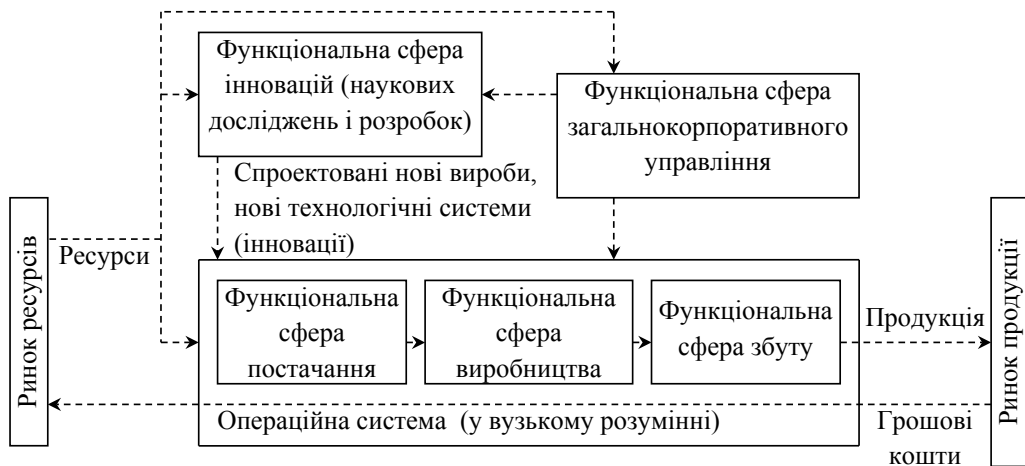 Функціональна сфера
інновацій (наукових
досліджень і розробок)
Функціональна сфера
загальнокорпоративного
управління
Спроектовані нові вироби,
нові технологічні системи
(інновації)
Ринок ресурсів
Ресурси
Функціональна
сфера
постачання
Функціональна
сфера
виробництва
Функціональна
сфера збуту
Продукція
Ринок продукції
Операційна система (у вузькому розумінні)
Грошові
кошти